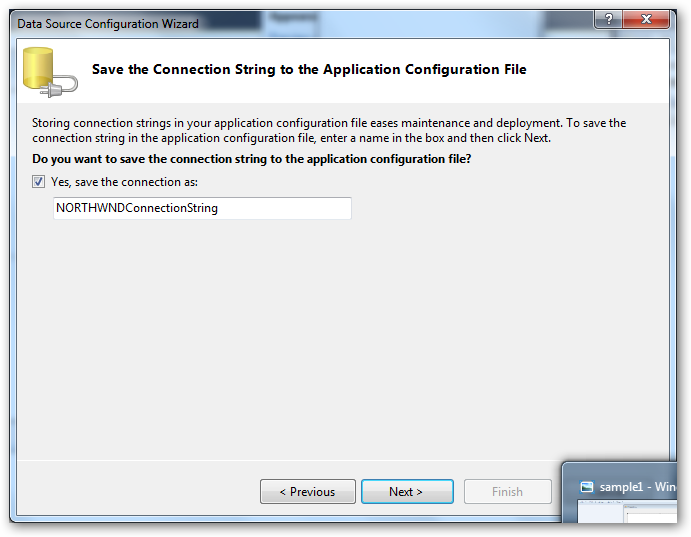 Data Source Configuration Wizard
Save the Connection String to the Application Configuration File
Storing connection strings in your application configuration file eases maintenance and deployment. To save the
connection string in the application configuration file, enter a name in the box and then click Next.
Do you want to save the connection string to the application configuration file?
Yes, save the connection as:
NORTHWNDConnectionString
< Previous
Next >
Finish
sample1 - Win